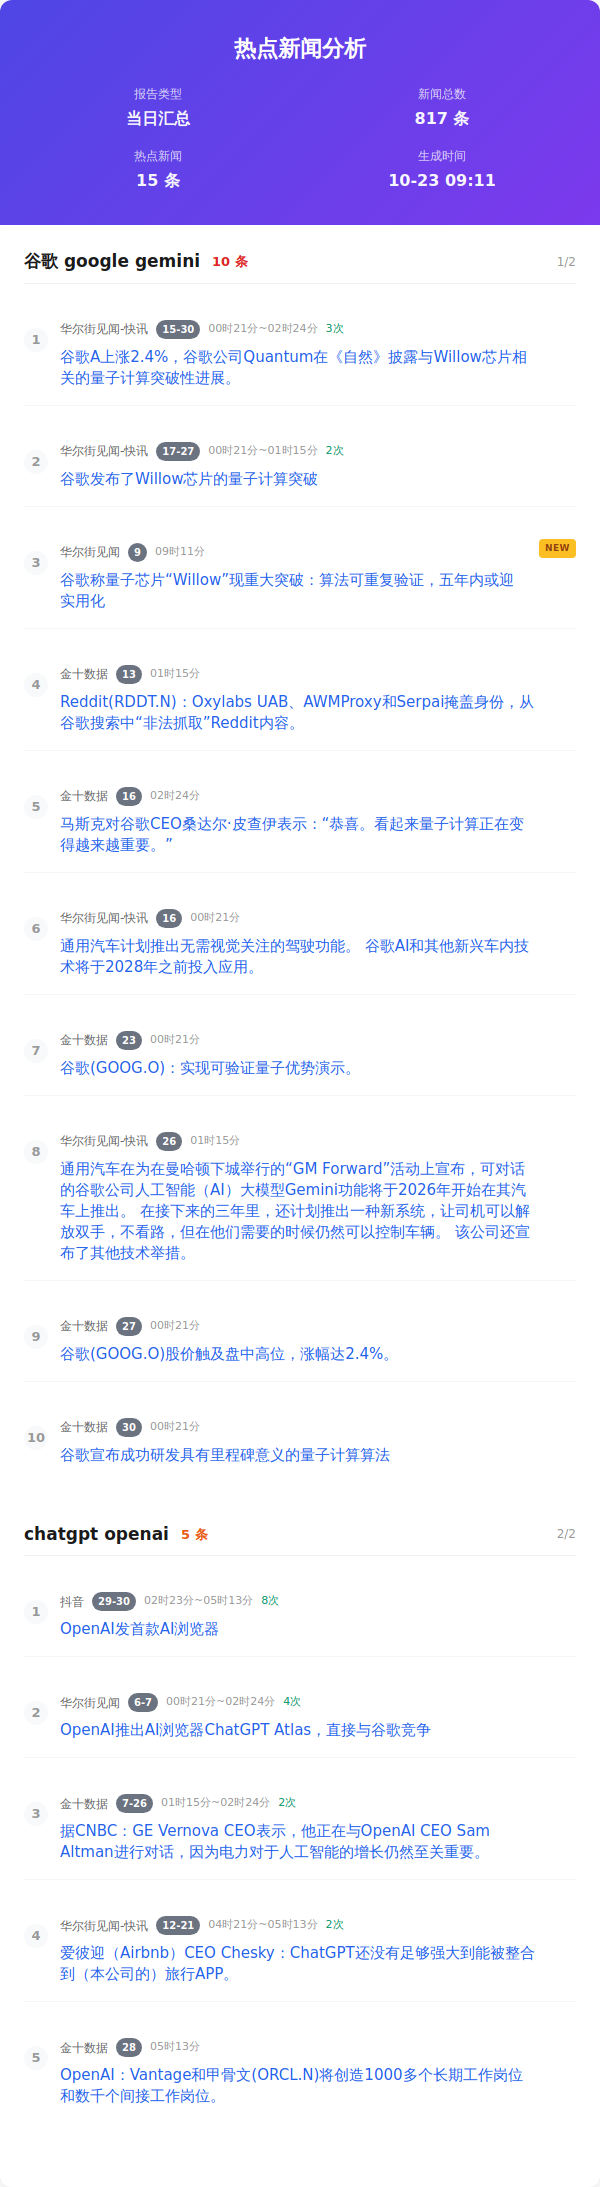 热点新闻分析
报告类型
新闻总数
当日汇总
817 条
热点新闻
生成时间
15 条
10-23 09:11
谷歌 google gemini 10 条 1/2
1
华尔街见闻-快讯 15-30 00时21分~02时24分 3次
谷歌A上涨2.4%，谷歌公司Quantum在《自然》披露与Willow芯片相
关的量子计算突破性进展。
2
华尔街见闻-快讯 17-27 00时21分~01时15分 2次
谷歌发布了Willow芯片的量子计算突破
3
华尔街见闻 9 09时11分 NEW
谷歌称量子芯片“Willow”现重大突破：算法可重复验证，五年内或迎
实用化
4
金十数据 13 01时15分
Reddit(RDDT.N)：Oxylabs UAB、AWMProxy和Serpai掩盖身份，从
谷歌搜索中“非法抓取”Reddit内容。
5
金十数据 16 02时24分
马斯克对谷歌CEO桑达尔·皮查伊表示：“恭喜。看起来量子计算正在变
得越来越重要。”
6
华尔街见闻-快讯 16 00时21分
通用汽车计划推出无需视觉关注的驾驶功能。 谷歌AI和其他新兴车内技
术将于2028年之前投入应用。
7
金十数据 23 00时21分
谷歌(GOOG.O)：实现可验证量子优势演示。
8
华尔街见闻-快讯 26 01时15分
通用汽车在为在曼哈顿下城举行的“GM Forward”活动上宣布，可对话
的谷歌公司人工智能（AI）大模型Gemini功能将于2026年开始在其汽
车上推出。 在接下来的三年里，还计划推出一种新系统，让司机可以解
放双手，不看路，但在他们需要的时候仍然可以控制车辆。 该公司还宣
布了其他技术举措。
9
金十数据 27 00时21分
谷歌(GOOG.O)股价触及盘中高位，涨幅达2.4%。
10
金十数据 30 00时21分
谷歌宣布成功研发具有里程碑意义的量子计算算法
chatgpt openai 5 条 2/2
1
抖音 29-30 02时23分~05时13分 8次
OpenAI发首款AI浏览器
2
华尔街见闻 6-7 00时21分~02时24分 4次
OpenAI推出AI浏览器ChatGPT Atlas，直接与谷歌竞争
3
金十数据 7-26 01时15分~02时24分 2次
据CNBC：GE Vernova CEO表示，他正在与OpenAI CEO Sam
Altman进行对话，因为电力对于人工智能的增长仍然至关重要。
4
华尔街见闻-快讯 12-21 04时21分~05时13分 2次
爱彼迎（Airbnb）CEO Chesky：ChatGPT还没有足够强大到能被整合
到（本公司的）旅行APP。
5
金十数据 28 05时13分
OpenAI：Vantage和甲骨文(ORCL.N)将创造1000多个长期工作岗位
和数千个间接工作岗位。